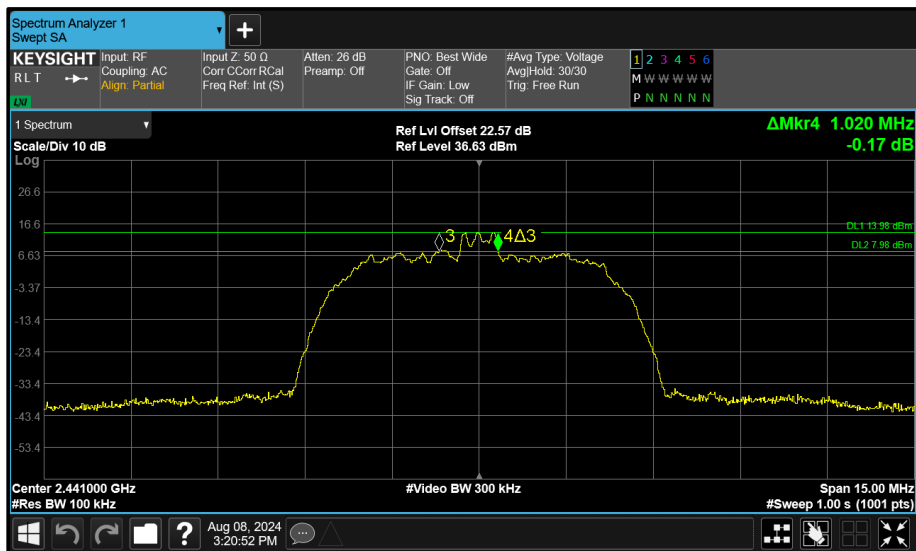 Spectrum Analyzer 1
Swept SA
KEYSIGHT
R L T
LXI
Input: RF
Coupling: AC
Align: Partial
Input Z: 50 Ω
Corr CCorr RCal
Freq Ref: Int (S)
Atten: 26 dB
Preamp: Off
PNO: Best Wide
Gate: Off
IF Gain: Low
Sig Track: Off
#Avg Type: Voltage
Avg|Hold: 30/30
Trig: Free Run
1 2 3 4 5 6
M W W W W W
P N N N N N
1 Spectrum
Scale/Div 10 dB
Ref Lvl Offset 22.57 dB
Ref Level 36.63 dBm
ΔMkr4 1.020 MHz
-0.17 dB
Log
26.6
16.6
6.63
-3.37
-13.4
-23.4
-33.4
-43.4
-53.4
3
4Δ3
DL1 13.98 dBm
DL2 7.98 dBm
Center 2.441000 GHz
#Video BW 300 kHz
Span 15.00 MHz
#Res BW 100 kHz
#Sweep 1.00 s (1001 pts)
?
Aug 08, 2024
3:20:52 PM